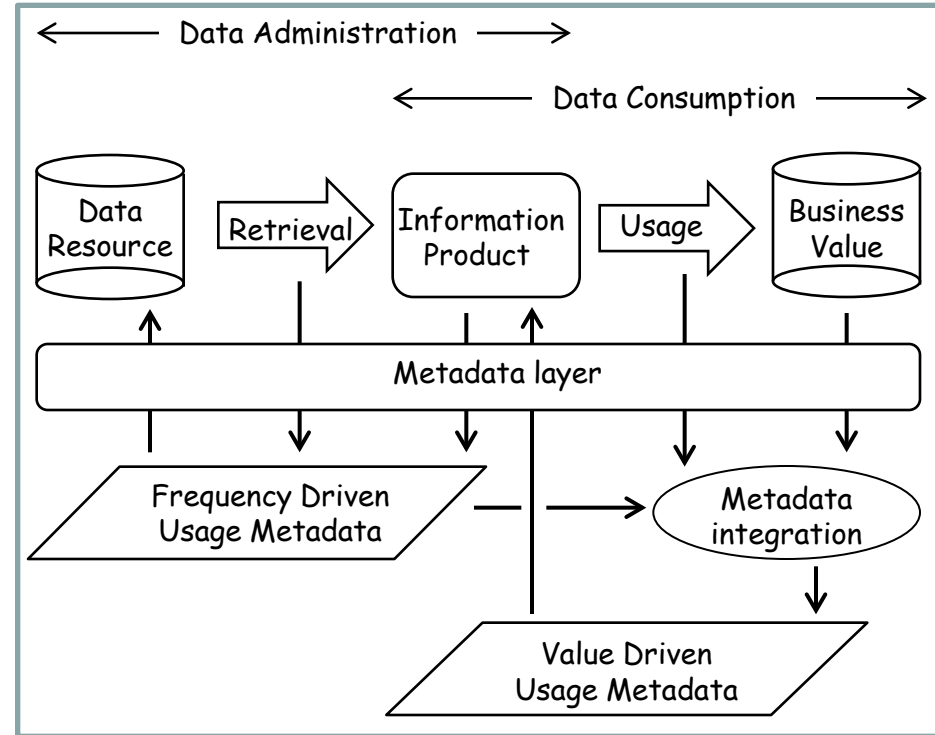 Data Administration
Data Consumption
Data
Resource
Retrieval
Information
Product
Usage
Business
Value
Metadata layer
Frequency Driven
Usage Metadata
Metadata
integration
Value Driven
Usage Metadata